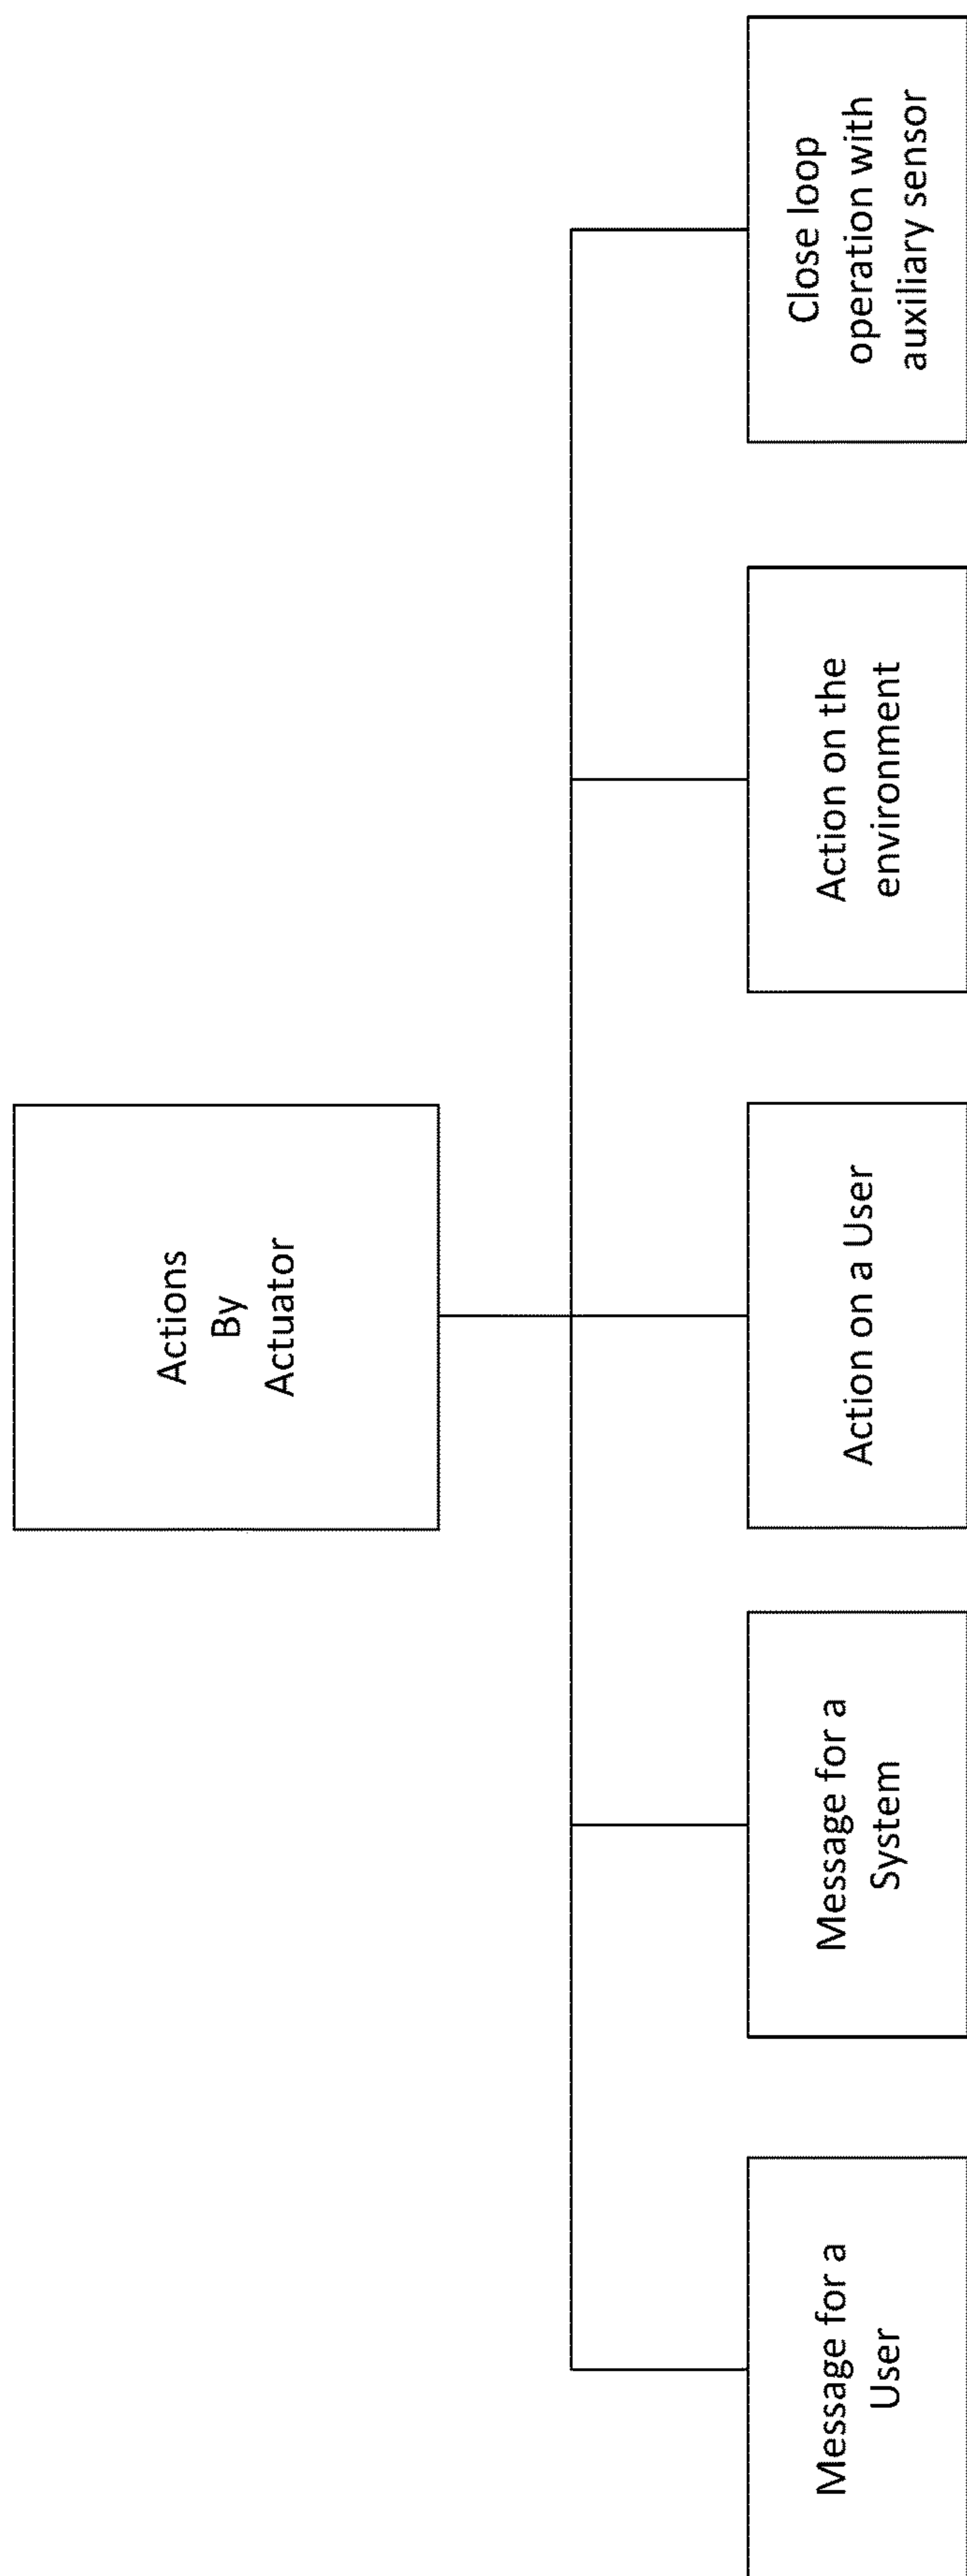 Actions
By
Actuator
Message for a
User
Message for a
System
Action on a User
Action on the
environment
Close loop
operation with
auxiliary sensor